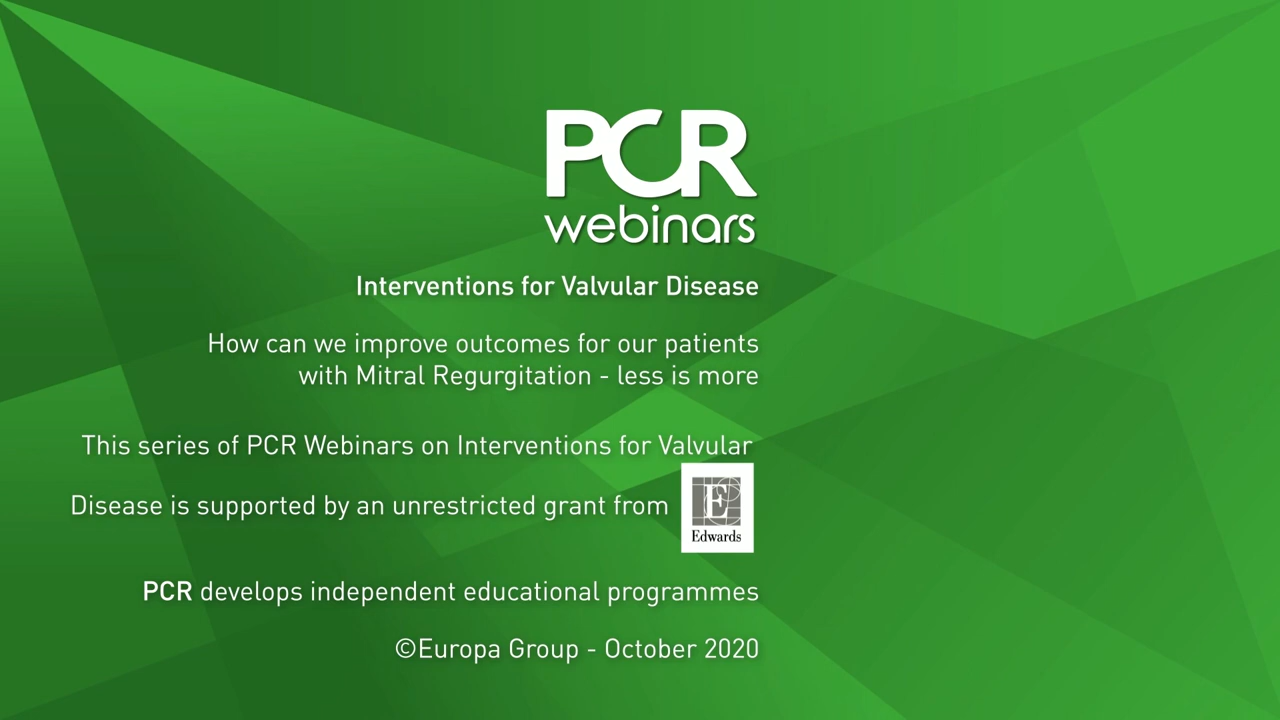 PCR
webinars
Interventions for Valvular Disease
How can we improve outcomes for our patients
with Mitral Regurgitation - less is more
This series of PCR Webinars on Interventions for Valvular
Disease is supported by an unrestricted grant from
E
Edwards
PCR develops independent educational programmes
©Europa Group - October 2020